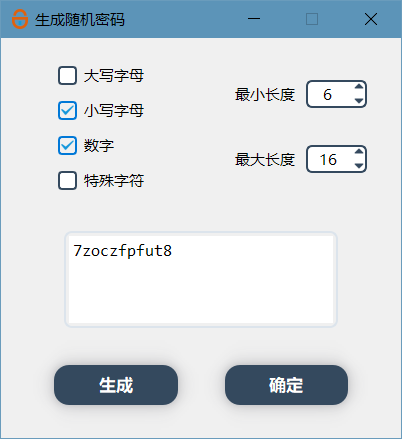 生成随机密码
大写字母
小写字母
数字
特殊字符
最小长度 6
最大长度 16
7zoczfpfut8
生成
确定